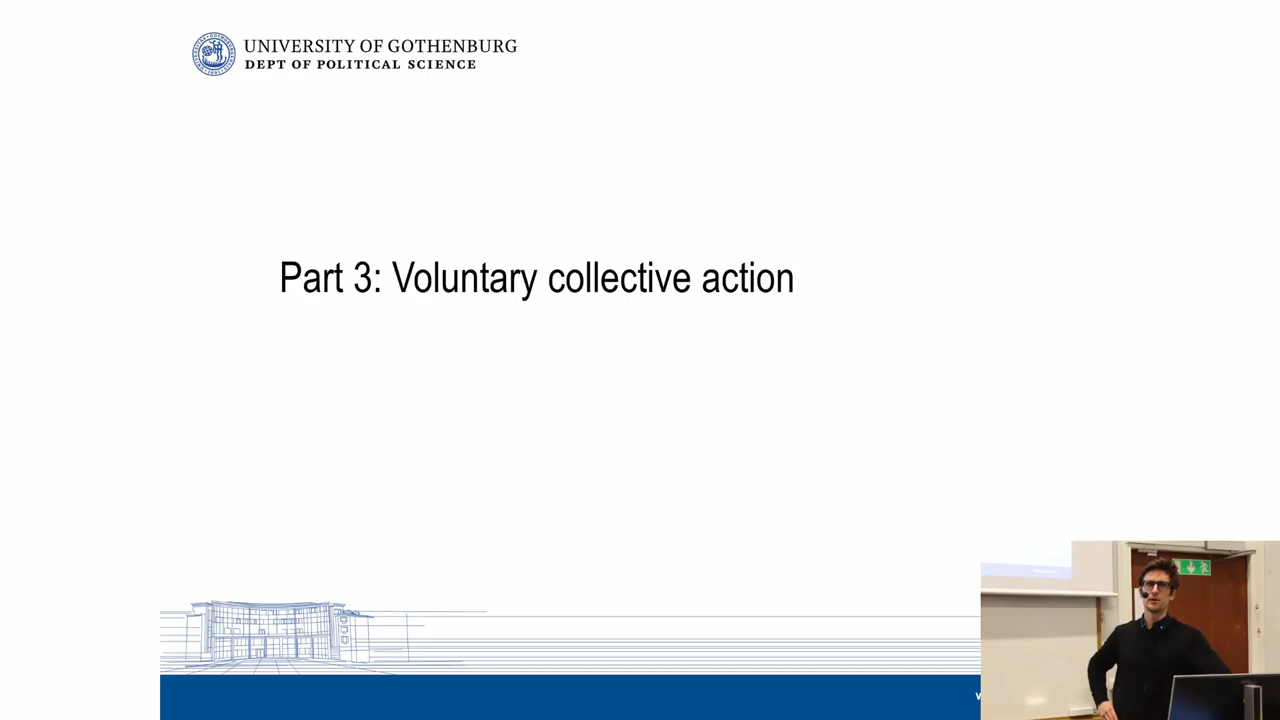 UNIVERSITY OF GOTHENBURG
DEPT OF POLITICAL SCIENCE
Part 3: Voluntary collective action